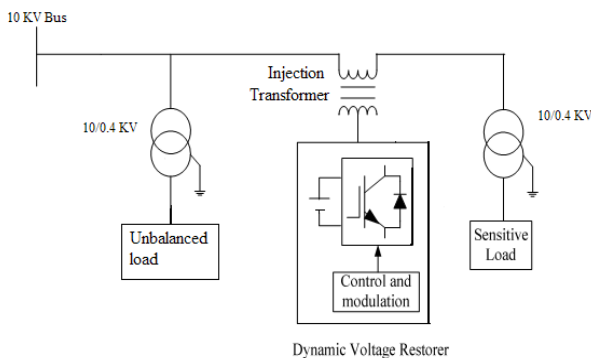 10 KV Bus
Injection
Transformer
10/0.4 KV
10/0.4 KV
Unbalanced
load
Sensitive
Load
Control and
modulation
Dynamic Voltage Restorer